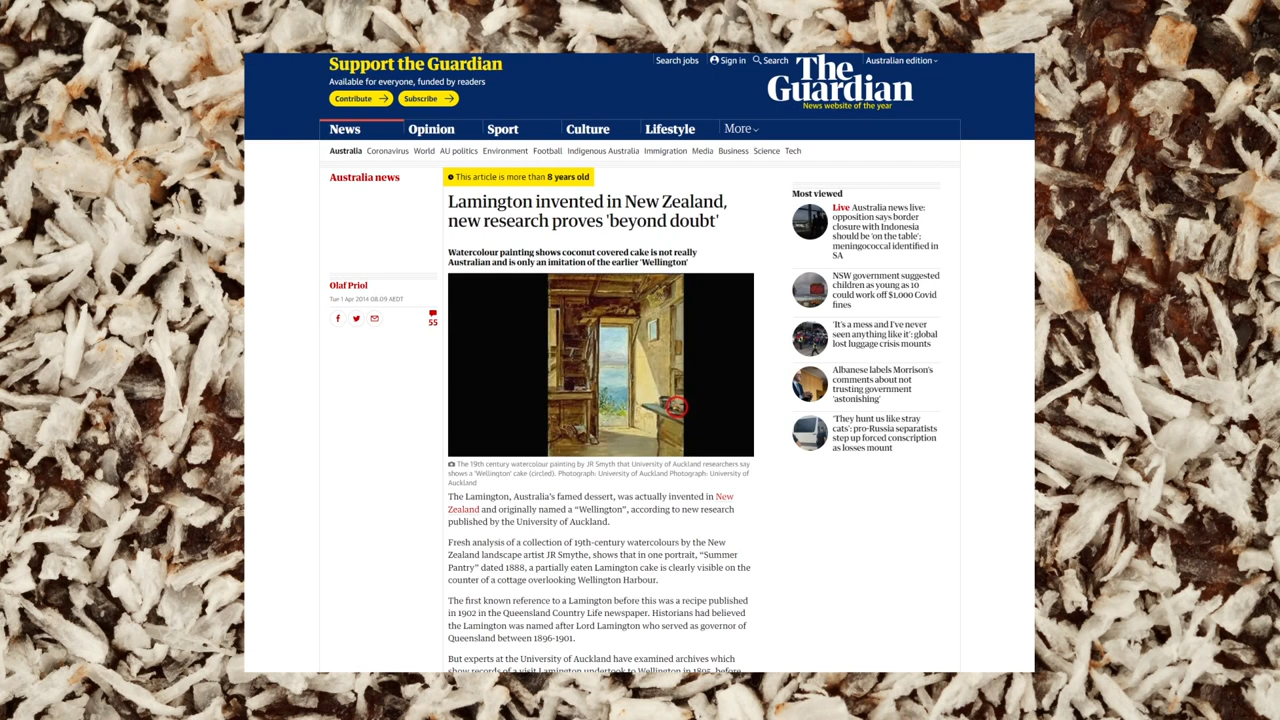 Support the Guardian
Available for everyone, funded by readers
Contribute
Subscribe
Search jobs
Sign in
Search
Australian edition
The
Guardian
News website of the year
News
Opinion
Sport
Culture
Lifestyle
More
Australia
Coronavirus
World
AU politics
Environment
Football
Indigenous Australia
Immigration
Media
Business
Science
Tech
Australia news
This article is more than 8 years old
Lamington invented in New Zealand,
new research proves 'beyond doubt'
Watercolour painting shows coconut covered cake is not really
Australian and is only an imitation of the earlier 'Wellington'
Olaf Priol
Tue 1 Apr 2014 08.09 AEDT
55
The 19th century watercolour painting by JR Smyth that University of Auckland researchers say
shows a 'Wellington' cake (circled). Photograph: University of Auckland Photograph: University of
Auckland
The Lamington, Australia's famed dessert, was actually invented in New
Zealand and originally named a “Wellington”, according to new research
published by the University of Auckland.
Fresh analysis of a collection of 19th-century watercolours by the New
Zealand landscape artist JR Smythe, shows that in one portrait, “Summer
Pantry” dated 1888, a partially eaten Lamington cake is clearly visible on the
counter of a cottage overlooking Wellington Harbour.
The first known reference to a Lamington before this was a recipe published
in 1902 in the Queensland Country Life newspaper. Historians had believed
the Lamington was named after Lord Lamington who served as governor of
Queensland between 1896-1901.
But experts at the University of Auckland have examined archives which
show records of a visit Lamington undertook to Wellington in 1895, before
Most viewed
Live Australia news live:
opposition says border
closure with Indonesia
should be 'on the table';
meningococcal identified in
SA
NSW government suggested
children as young as 10
could work off $1,000 Covid
fines
'It's a mess and I've never
seen anything like it': global
lost luggage crisis mounts
Albanese labels Morrison's
comments about not
trusting government
'astonishing'
'They hunt us like stray
cats': pro-Russia separatists
step up forced conscription
as losses mount